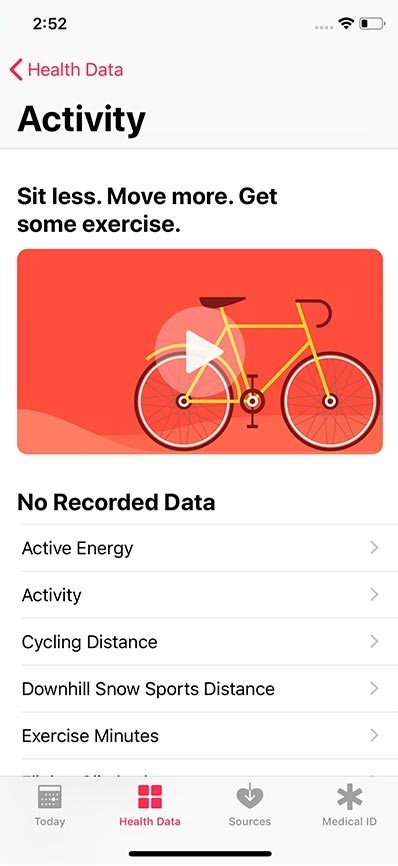 2:52
Health Data
Activity
Sit less. Move more. Get
some exercise.
No Recorded Data
Active Energy
Activity
Cycling Distance
Downhill Snow Sports Distance
Exercise Minutes
Today
Health Data
Sources
Medical ID